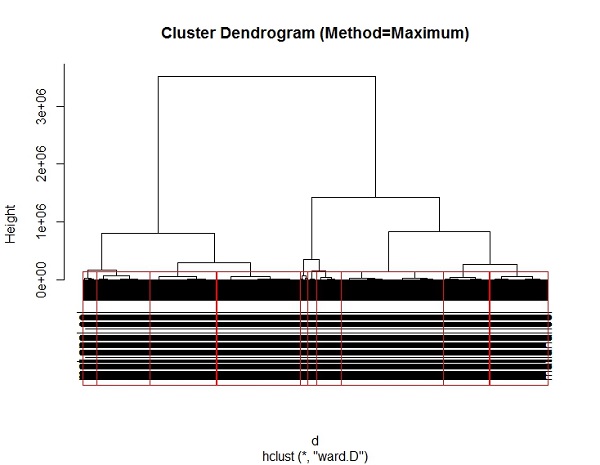 Cluster Dendrogram (Method=Maximum)
Height
3e+06
2e+06
1e+06
0e+00
d
hclust (*, "ward.D")